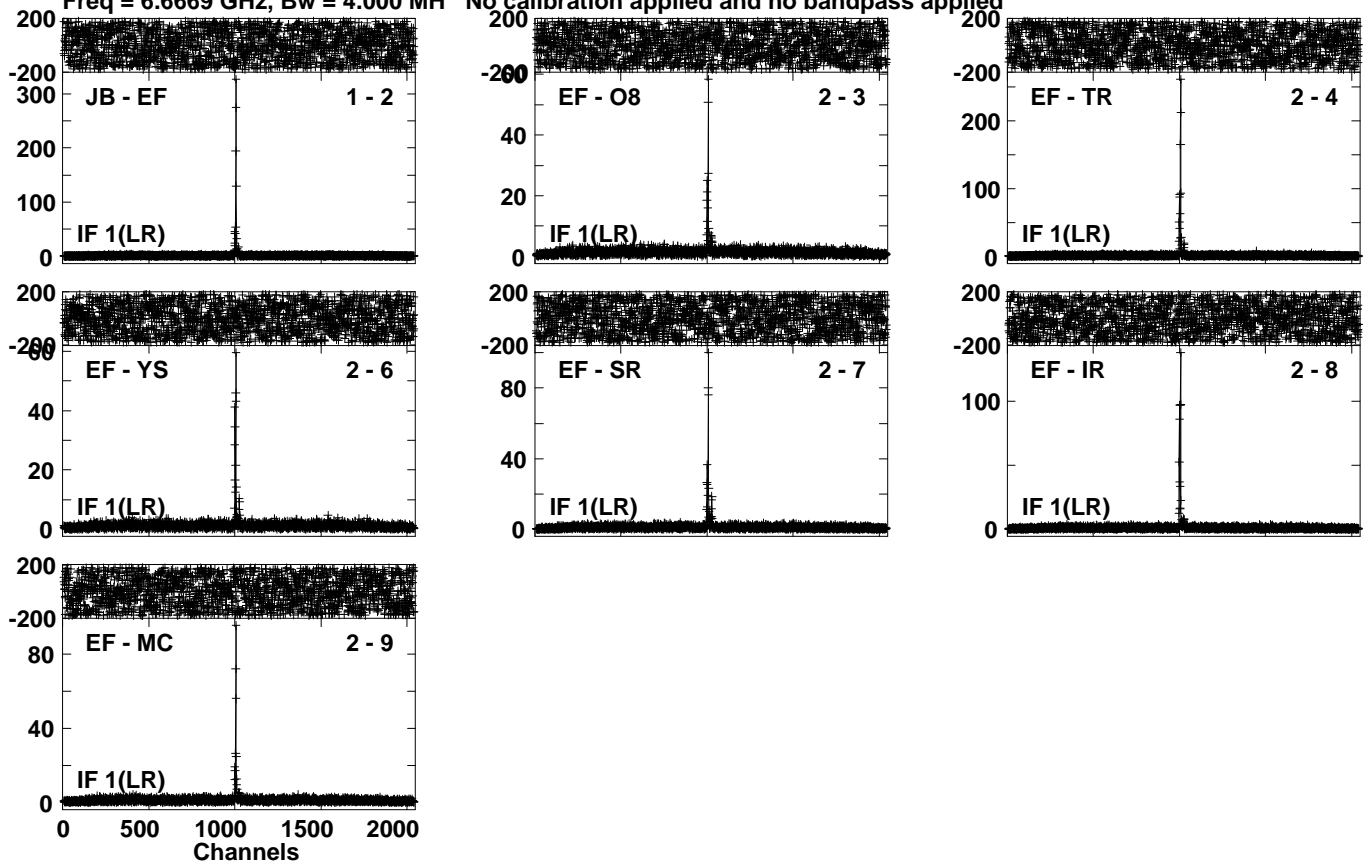 Freq = 6.6669 GHz, Bw = 4.000 MH No calibration applied and no bandpass applied
200
-200
JB - EF 1 - 2
300
200
100
0
IF 1(LR)
200
-200
60
EF - O8 2 - 3
40
20
0
IF 1(LR)
200
-200
EF - TR 2 - 4
200
100
0
IF 1(LR)
200
-200
60
EF - YS 2 - 6
40
20
0
IF 1(LR)
200
-200
EF - SR 2 - 7
80
40
0
IF 1(LR)
200
-200
EF - IR 2 - 8
100
0
IF 1(LR)
200
-200
EF - MC 2 - 9
80
40
0
IF 1(LR)
0 500 1000 1500 2000
Channels